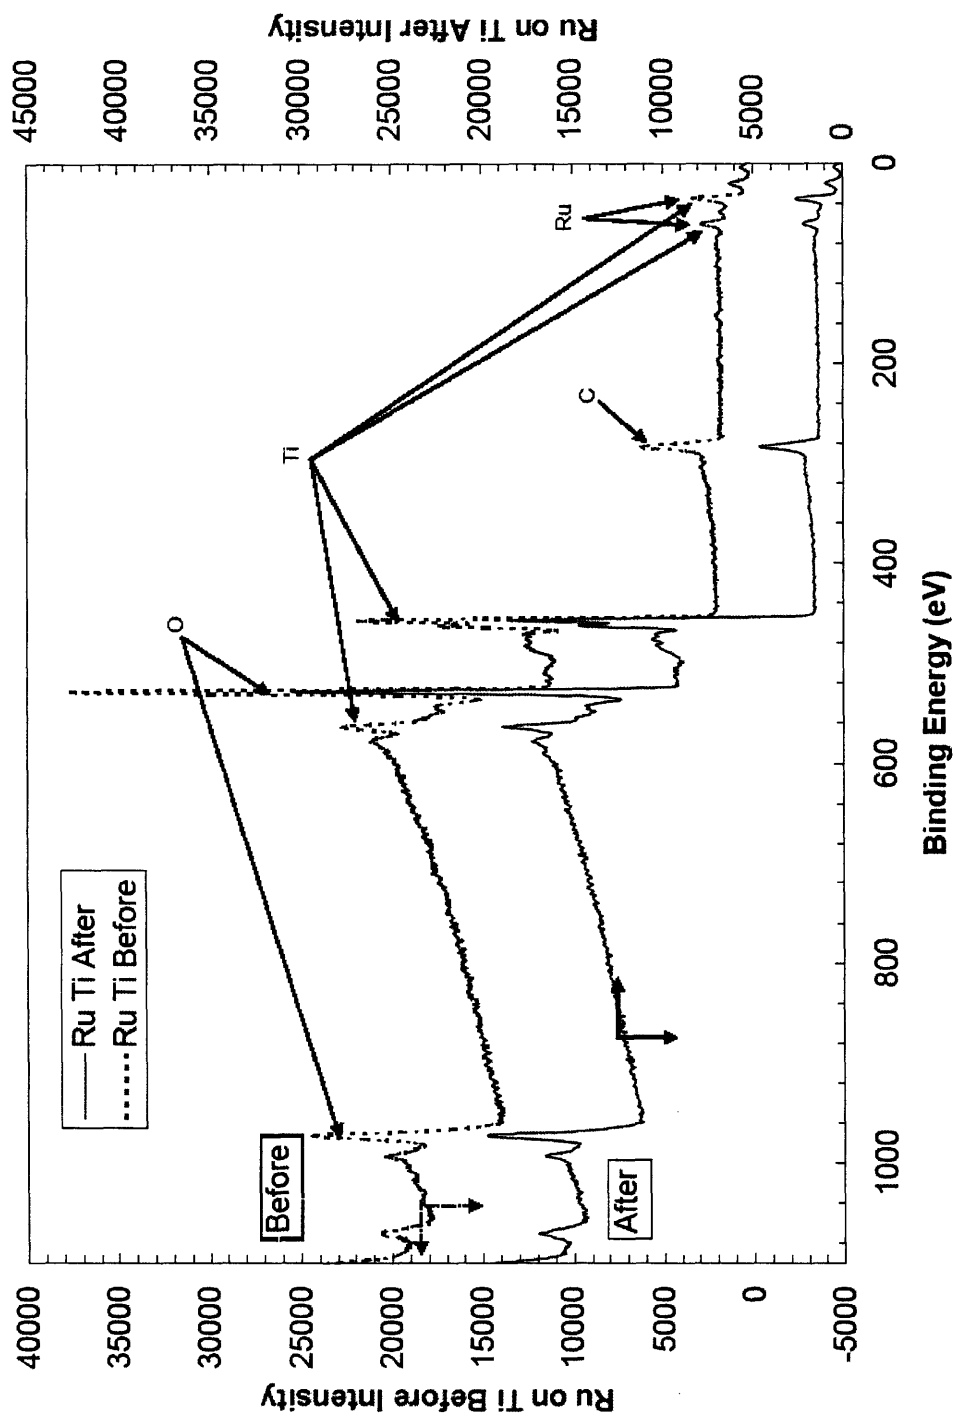 Ru on Ti After Intensity
45000
40000
35000
30000
25000
20000
15000
10000
5000
0
Ru Ti After
Ru Ti Before
O
Ti
Ru
C
Before
After
1000
800
600
400
200
0
Binding Energy (eV)
40000
35000
30000
25000
20000
15000
10000
5000
0
-5000
Ru on Ti Before Intensity